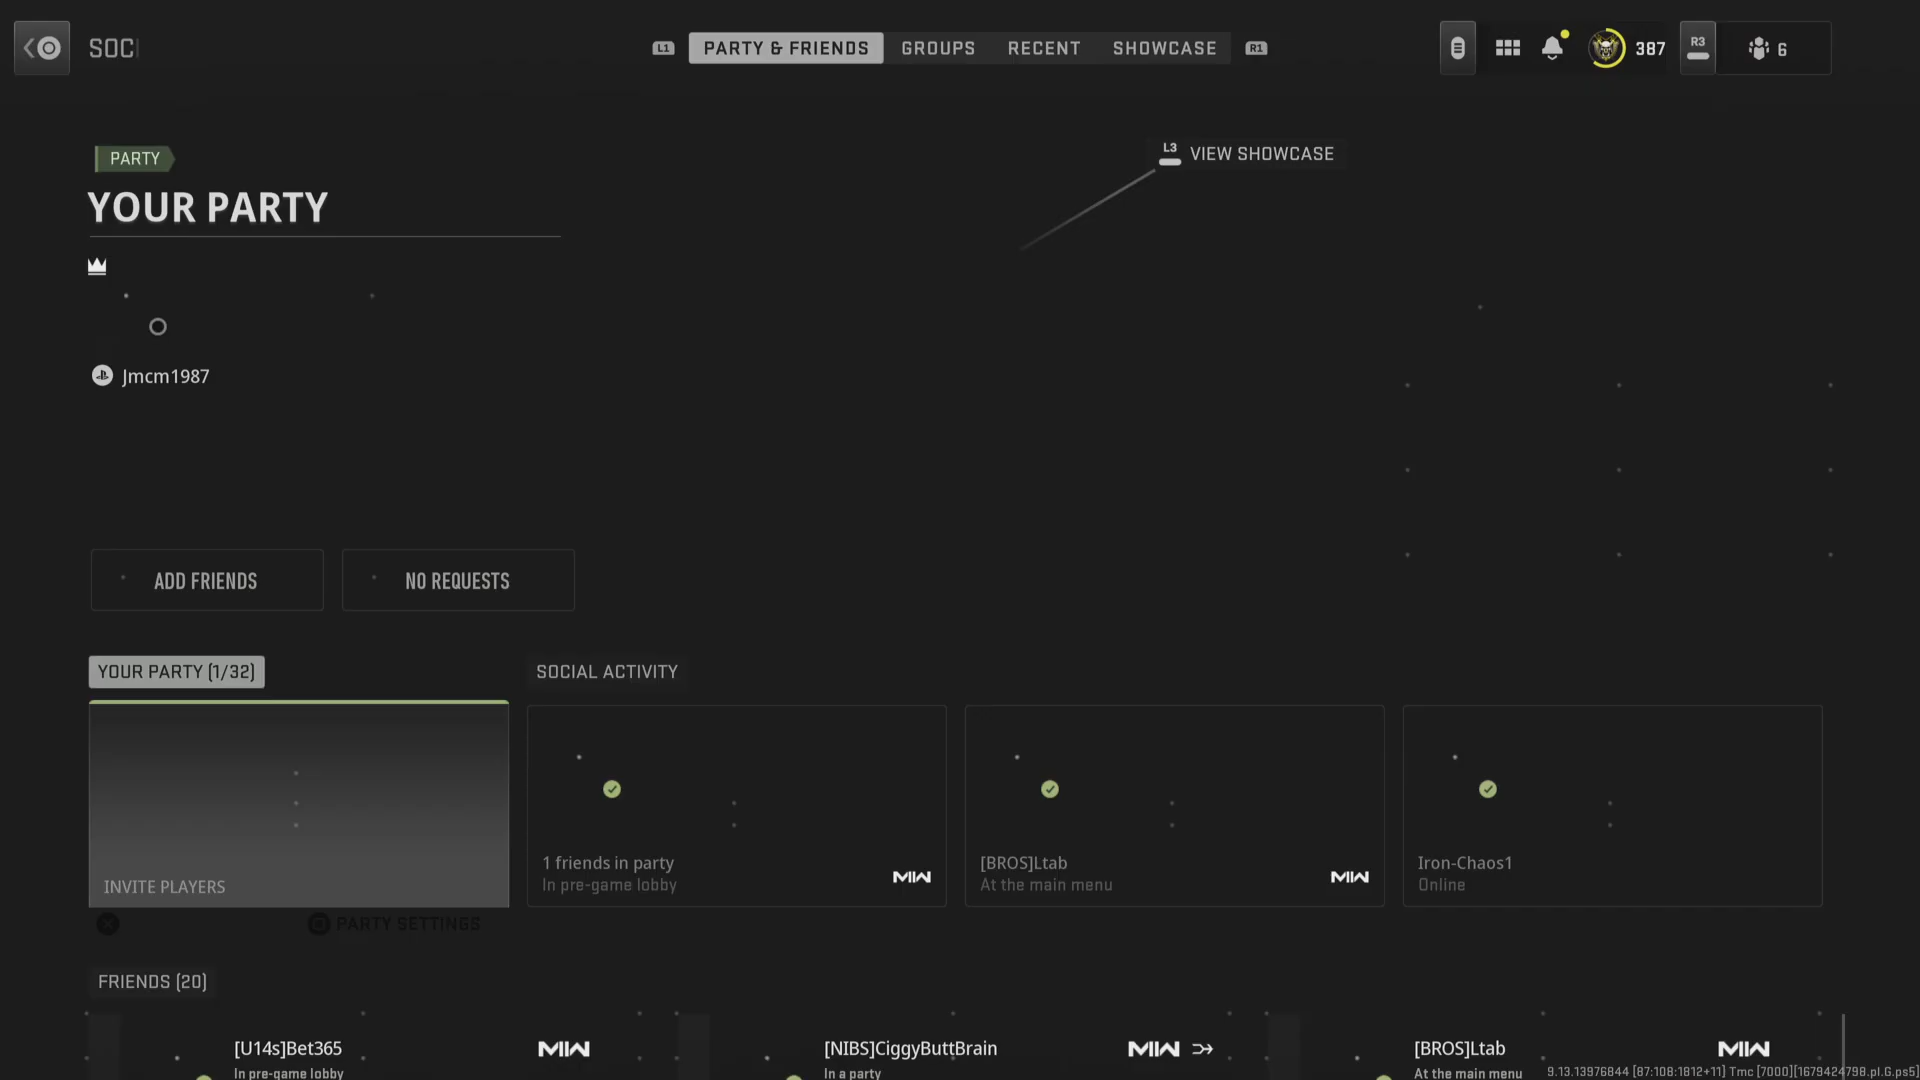 SOC
L1 PARTY & FRIENDS GROUPS RECENT SHOWCASE R1
387 R3 6
L3 VIEW SHOWCASE
PARTY
YOUR PARTY
Jmcm1987
ADD FRIENDS NO REQUESTS
YOUR PARTY (1/32) SOCIAL ACTIVITY
INVITE PLAYERS
1 friends in party
In pre-game lobby
MW
[BROS]Ltab
At the main menu
MW
Iron-Chaos1
Online
PARTY SETTINGS
FRIENDS (20)
[U14s]Bet365 MW
In pre-game lobby
[NIBS]CiggyButtBrain MW
In a party
[BROS]Ltab MW
At the main menu
9.13.13976844 [87:108:1812+11] Tmc [7000][1679424798.pl.G.ps5]